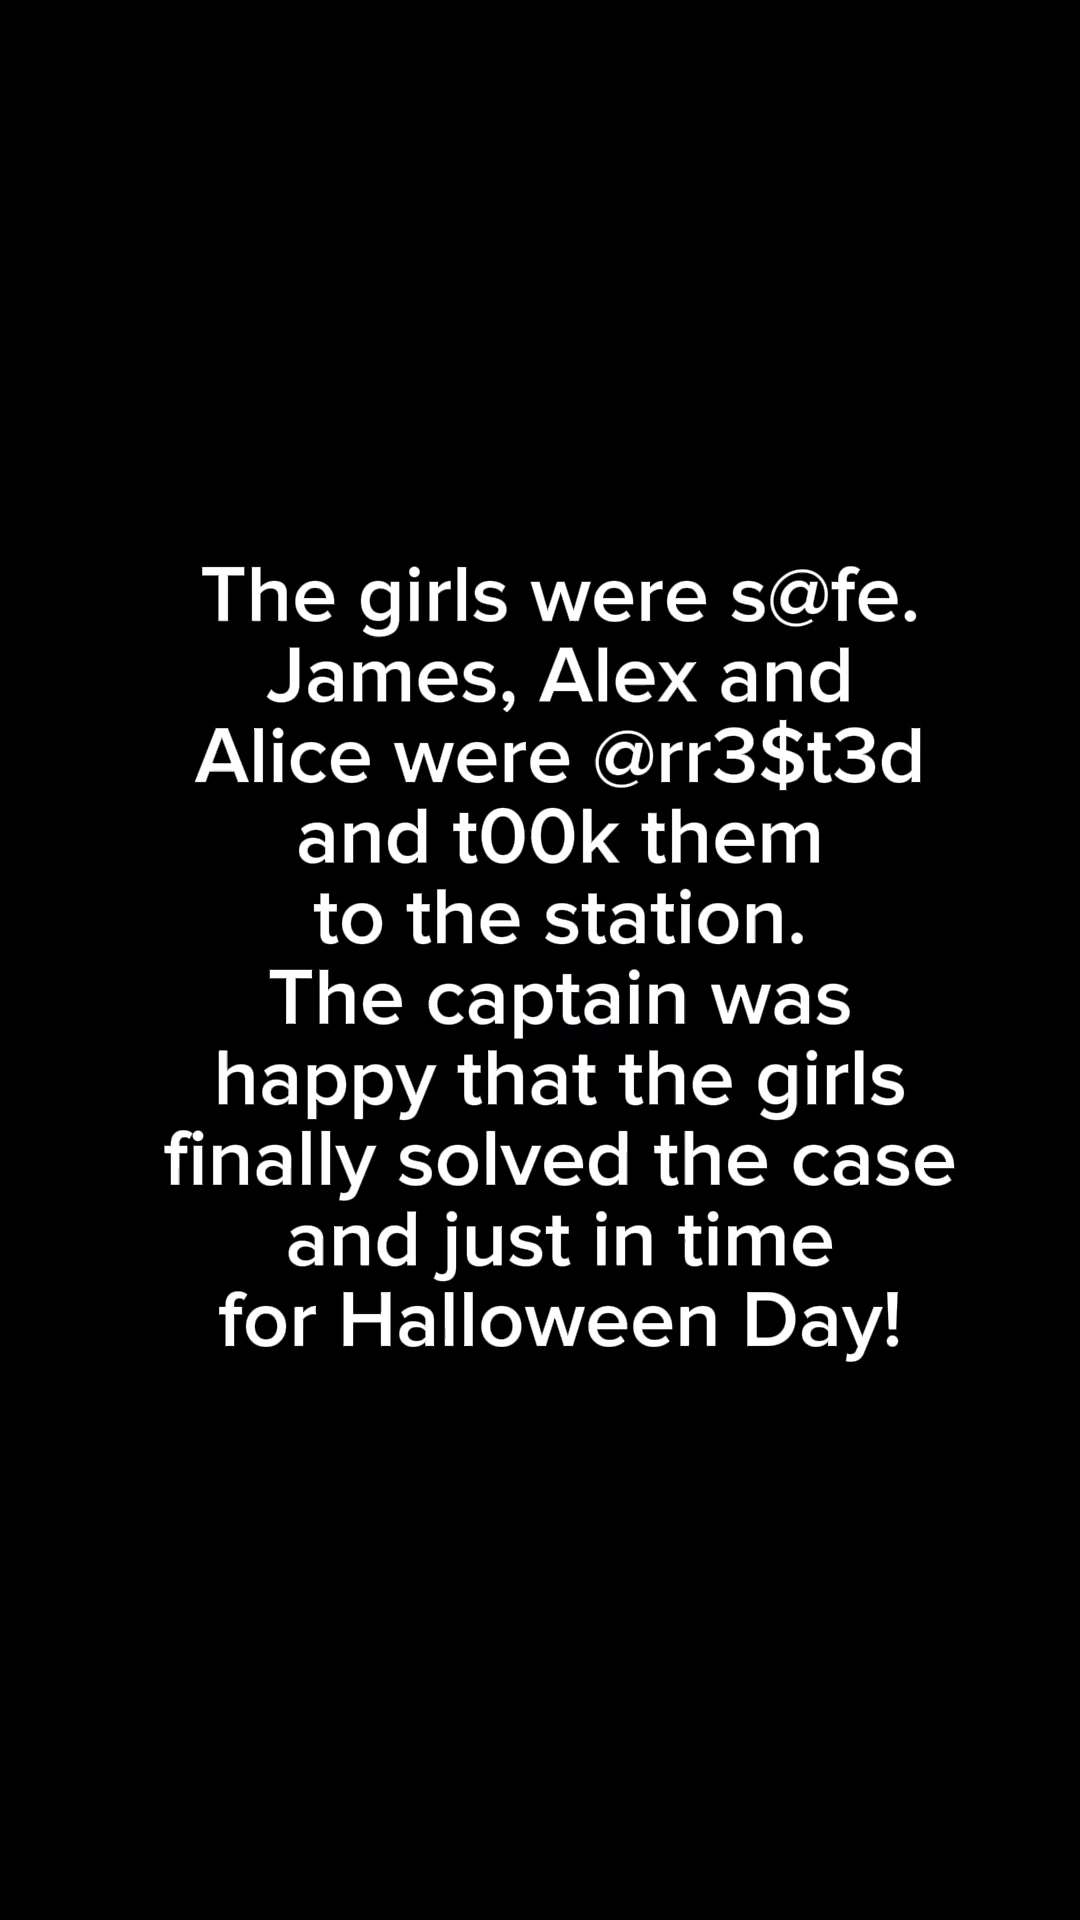 The girls were s@fe.
James, Alex and
Alice were @rr3$t3d
and t00k them
to the station.
The captain was
happy that the girls
finally solved the case
and just in time
for Halloween Day!